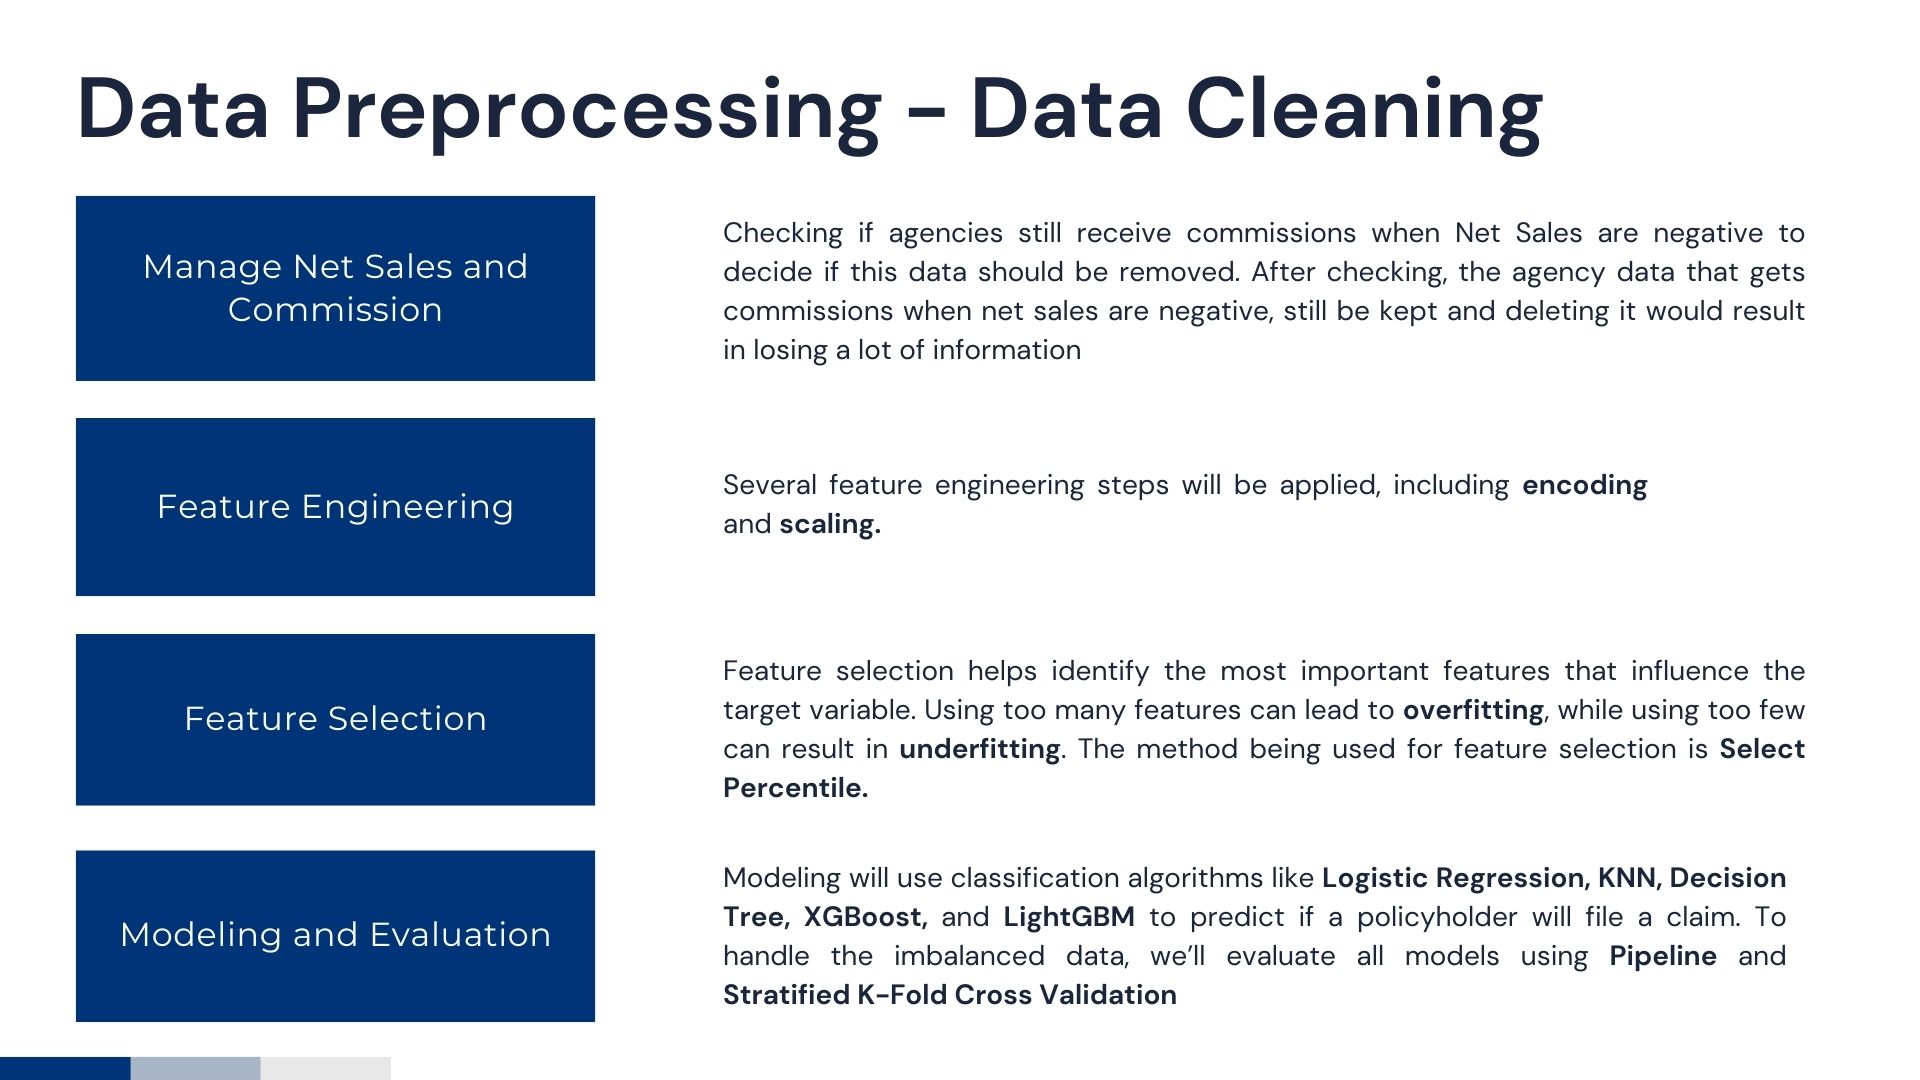 Data Preprocessing - Data Cleaning
Manage Net Sales and
Commission
Checking if agencies still receive commissions when Net Sales are negative to
decide if this data should be removed. After checking, the agency data that gets
commissions when net sales are negative, still be kept and deleting it would result
in losing a lot of information
Feature Engineering
Several feature engineering steps will be applied, including encoding
and scaling.
Feature Selection
Feature selection helps identify the most important features that influence the
target variable. Using too many features can lead to overfitting, while using too few
can result in underfitting. The method being used for feature selection is Select
Percentile.
Modeling and Evaluation
Modeling will use classification algorithms like Logistic Regression, KNN, Decision
Tree, XGBoost, and LightGBM to predict if a policyholder will file a claim. To
handle the imbalanced data, we’ll evaluate all models using Pipeline and
Stratified K-Fold Cross Validation